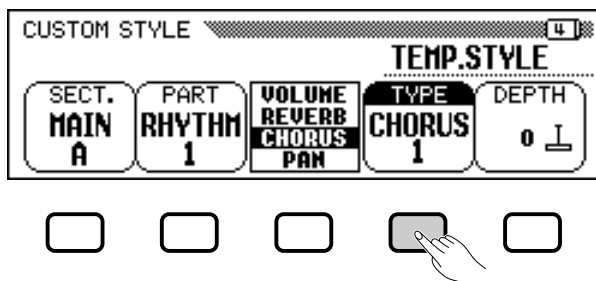 CUSTOM STYLE
4
TEMP.STYLE
SECT.
MAIN
A
PART
RHYTHM
1
VOLUME
REVERB
CHORUS
PAN
TYPE
CHORUS
1
DEPTH
0